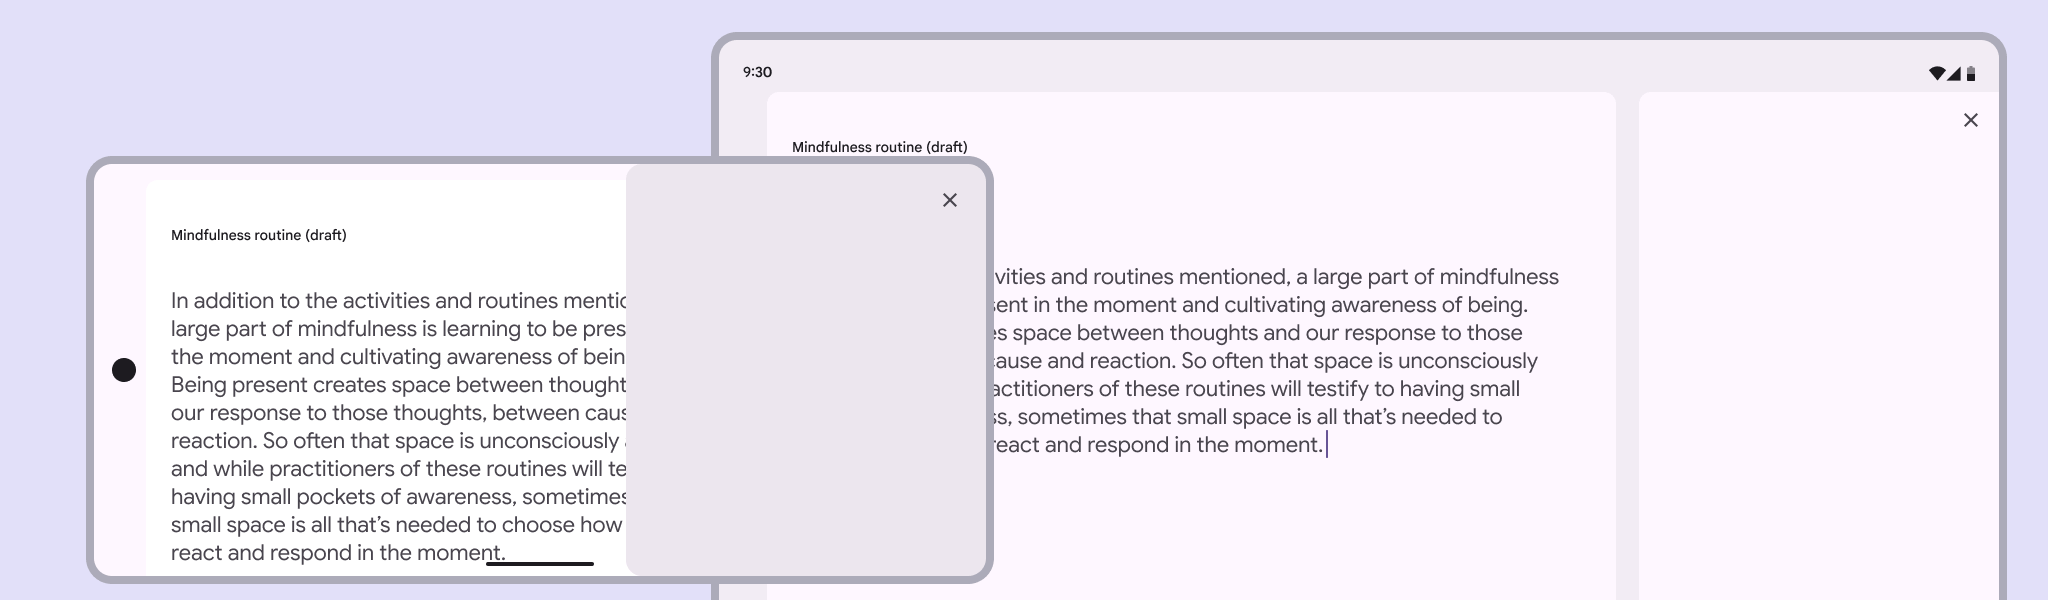 9:30
Mindfulness routine (draft)
vities and routines mentioned, a large part of mindfulness
ent in the moment and cultivating awareness of being.
es space between thoughts and our response to those
ause and reaction. So often that space is unconsciously
actitioners of these routines will testify to having small
ss, sometimes that small space is all that’s needed to
react and respond in the moment.
Mindfulness routine (draft)
In addition to the activities and routines mentio
large part of mindfulness is learning to be pres
the moment and cultivating awareness of bein
Being present creates space between thought
our response to those thoughts, between caus
reaction. So often that space is unconsciously
and while practitioners of these routines will te
having small pockets of awareness, sometimes
small space is all that’s needed to choose how
react and respond in the moment.